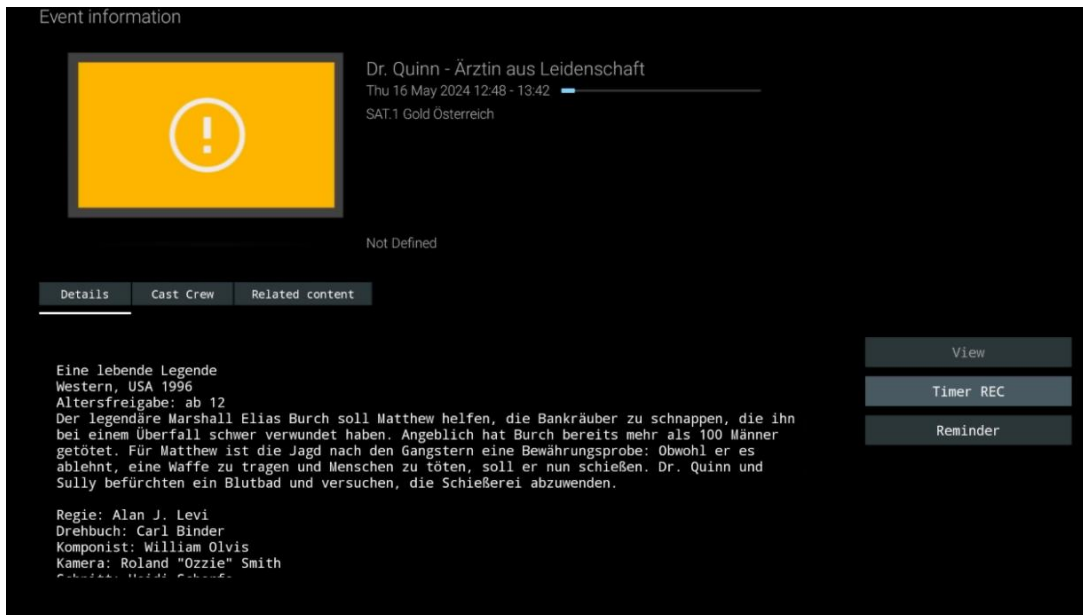 Event information
Dr. Quinn - Ärztin aus Leidenschaft
Thu 16 May 2024 12:48 - 13:42
SAT.1 Gold Österreich
Not Defined
Details
Cast Crew
Related content
View
Timer REC
Reminder
Eine lebende Legende
Western, USA 1996
Altersfreigabe: ab 12
Der legendäre Marshall Elias Burch soll Matthew helfen, die Bankräuber zu schnappen, die ihn
bei einem Überfall schwer verwundet haben. Angeblich hat Burch bereits mehr als 100 Männer
getötet. Für Matthew ist die Jagd nach den Gangstern eine Bewährungsprobe: Obwohl er es
ablehnt, eine Waffe zu tragen und Menschen zu töten, soll er nun schießen. Dr. Quinn und
Sully befürchten ein Blutbad und versuchen, die Schießerei abzuwenden.
Regie: Alan J. Levi
Drehbuch: Carl Binder
Komponist: William Olvis
Kamera: Roland "Ozzie" Smith